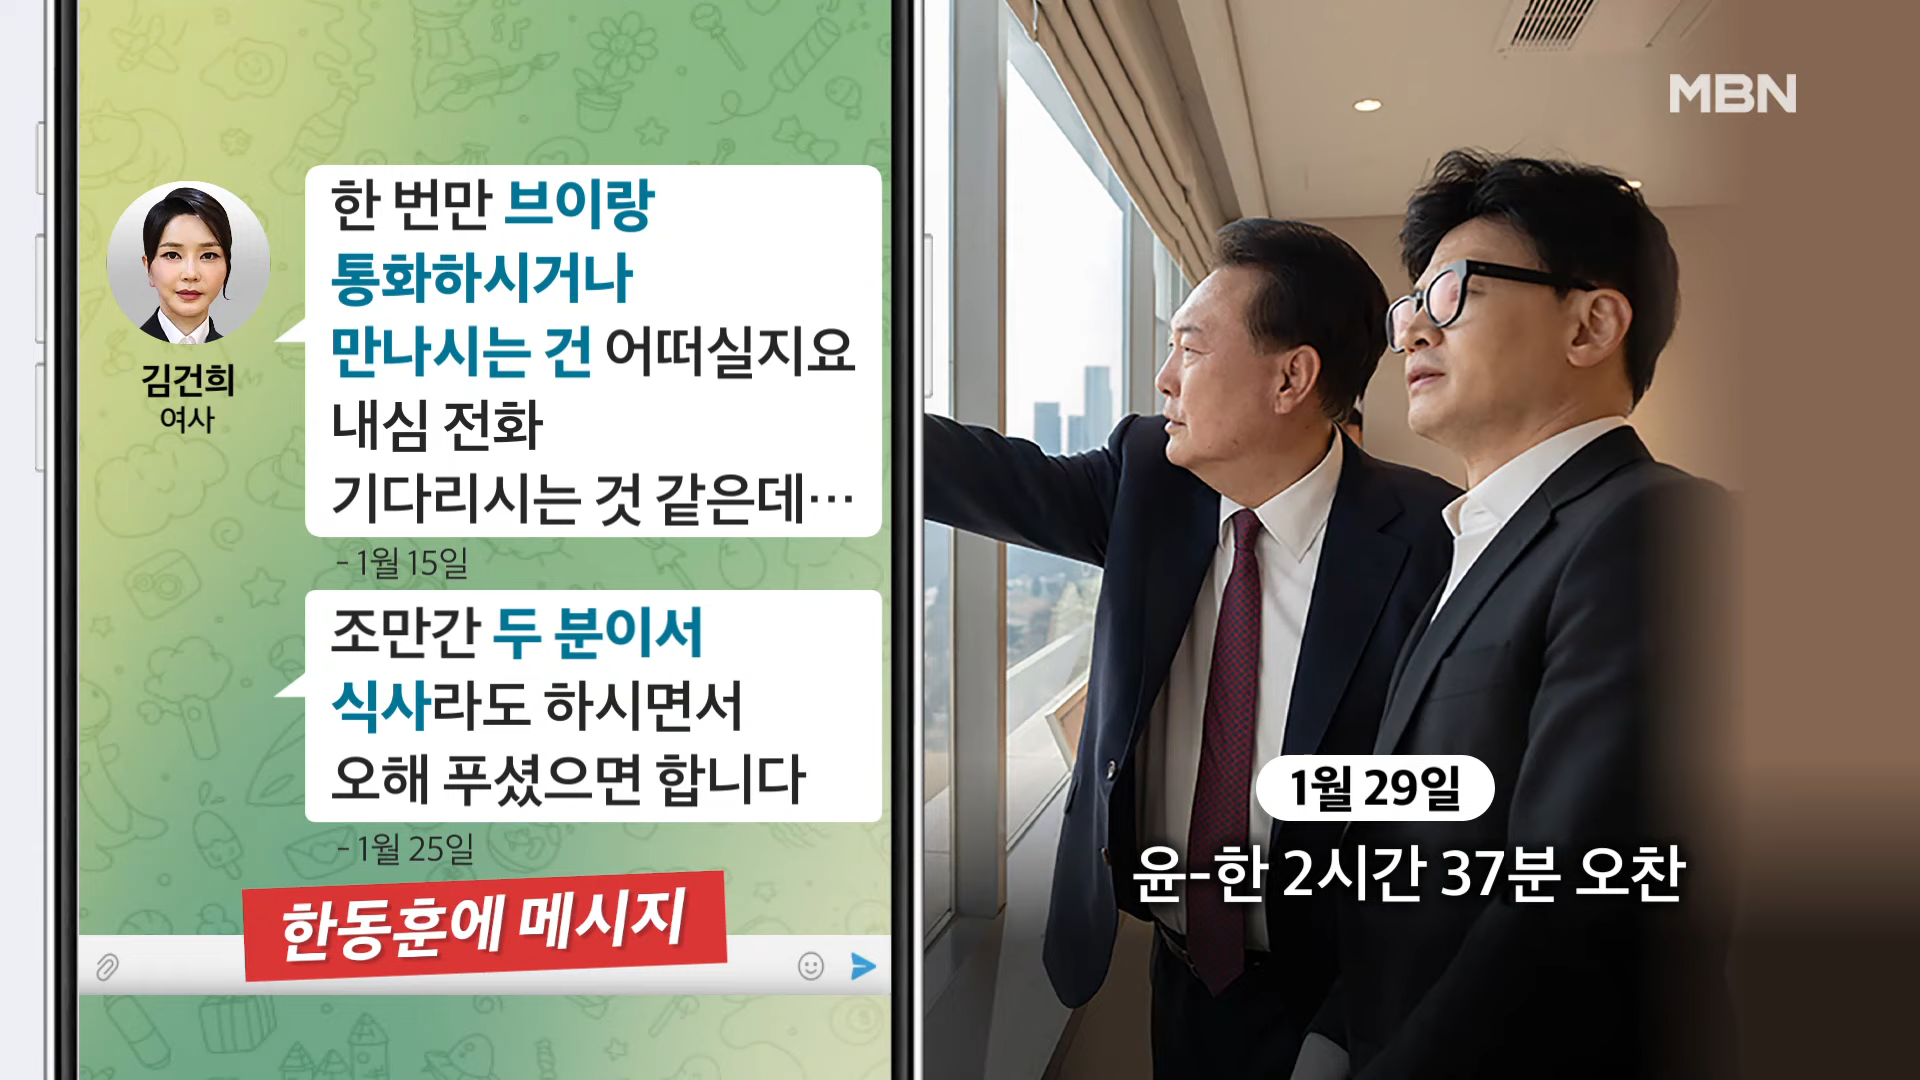 MBN
한 번만 브이랑
통화하시거나
만나시는 건 어떠실지요
내심 전화
기다리시는 것 같은데…
김건희
여사
- 1월 15일
조만간 두 분이서
식사라도 하시면서
오해 푸셨으면 합니다
- 1월 25일
한동훈에 메시지
1월 29일
윤-한 2시간 37분 오찬